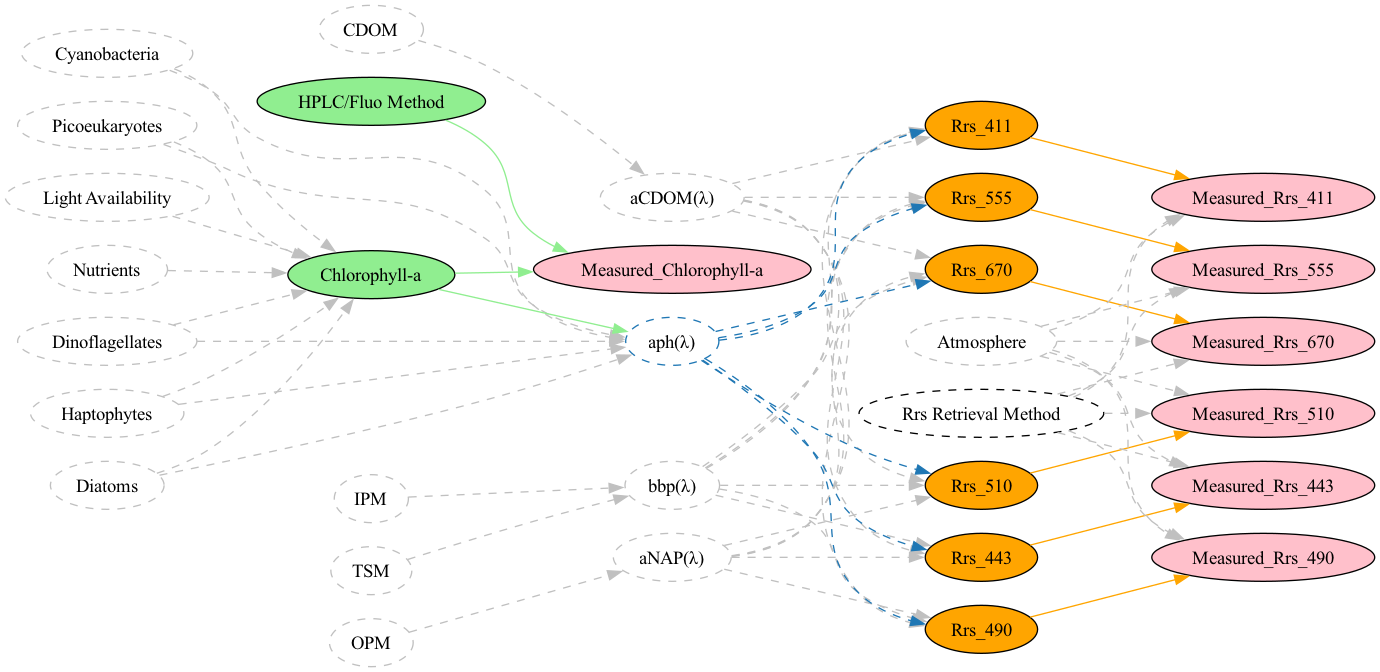 CDOM
Cyanobacteria
HPLC/Fluo Method
Picoeukaryotes
Rrs_411
Light Availability
aCDOM(λ)
Rrs_555
Measured_Rrs_411
Nutrients
Chlorophyll-a
Measured_Chlorophyll-a
Rrs_670
Measured_Rrs_555
Dinoflagellates
aph(λ)
Atmosphere
Measured_Rrs_670
Haptophytes
Rrs Retrieval Method
Measured_Rrs_510
Diatoms
IPM
bbp(λ)
Rrs_510
Measured_Rrs_443
TSM
aNAP(λ)
Rrs_443
Measured_Rrs_490
OPM
Rrs_490